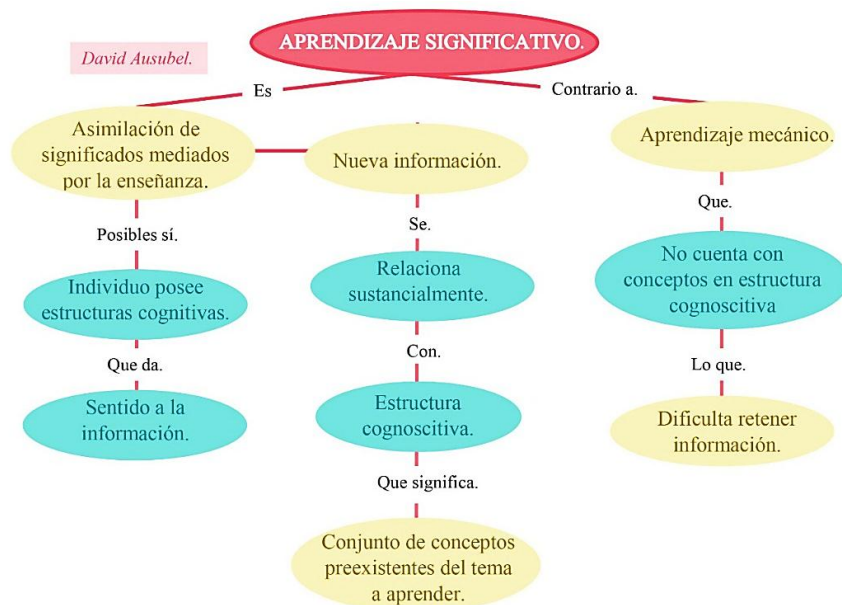 APRENDIZAJE SIGNIFICATIVO.
David Ausubel.
Es
Contrario a.
Asimilación de
significados mediados
por la enseñanza.
Nueva información.
Aprendizaje mecánico.
Posibles sí.
Se.
Que.
Individuo posee
estructuras cognitivas.
Relaciona
sustancialmente.
No cuenta con
conceptos en estructura
cognoscitiva
Que da.
Con.
Lo que.
Sentido a la
información.
Estructura
cognoscitiva.
Dificulta retener
información.
Que significa.
Conjunto de conceptos
preexistentes del tema
a aprender.